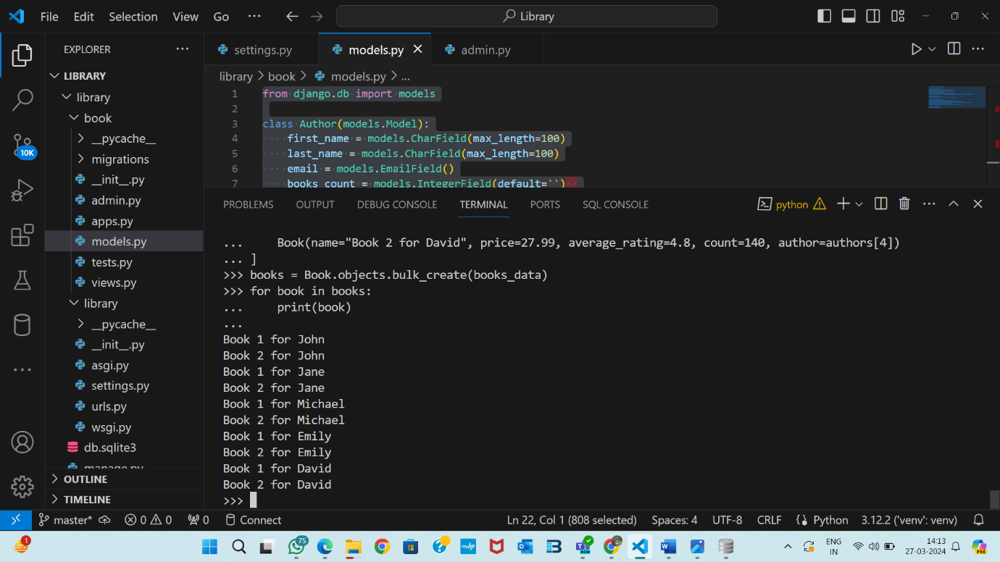 File Edit Selection View Go ··· Library
EXPLORER ···
LIBRARY
library
book
__pycache__
migrations
__init__.py
admin.py
apps.py
models.py
tests.py
views.py
library
__pycache__
__init__.py
asgi.py
settings.py
urls.py
wsgi.py
db.sqlite3
manage.py
OUTLINE
TIMELINE
10K
settings.py models.py admin.py
library > book > models.py > ...
1 from django.db import models
2
3 class Author(models.Model):
4 first_name = models.CharField(max_length=100)
5 last_name = models.CharField(max_length=100)
6 email = models.EmailField()
7 books_count = models.IntegerField(default='')
PROBLEMS OUTPUT DEBUG CONSOLE TERMINAL PORTS SQL CONSOLE python
... Book(name="Book 2 for David", price=27.99, average_rating=4.8, count=140, author=authors[4])
... ]
>>> books = Book.objects.bulk_create(books_data)
>>> for book in books:
... print(book)
...
Book 1 for John
Book 2 for John
Book 1 for Jane
Book 2 for Jane
Book 1 for Michael
Book 2 for Michael
Book 1 for Emily
Book 2 for Emily
Book 1 for David
Book 2 for David
>>>
master* 0 0 0 Connect Ln 22, Col 1 (808 selected) Spaces: 4 UTF-8 CRLF Python 3.12.2 ('venv': venv)
1 75 myhp NEW ENG IN 14:13 27-03-2024 PRE